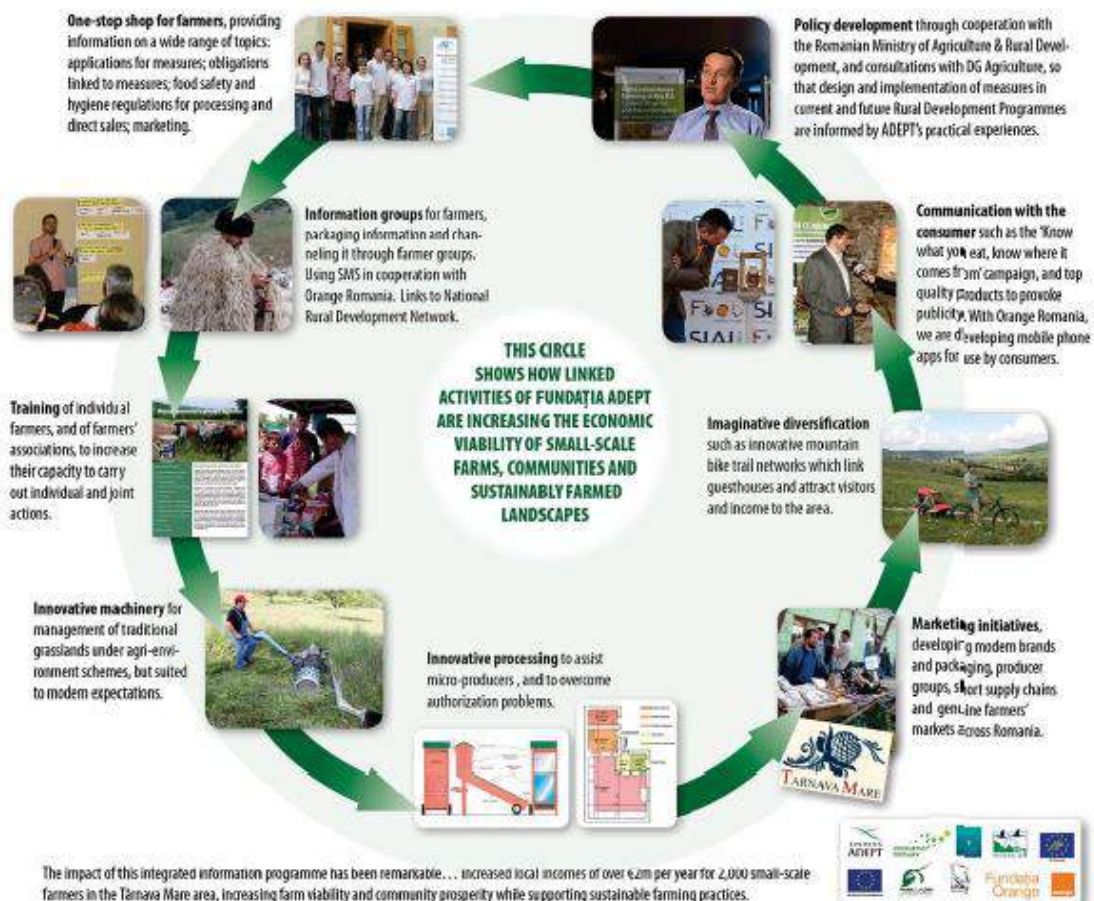 One-stop shop for farmers, providing
information on a wide range of topics:
applications for measures; obligations
linked to measures; food safety and
hygiene regulations for processing and
direct sales; marketing.
Policy development through cooperation with
the Romanian Ministry of Agriculture & Rural Devel-
opment, and consultations with DG Agriculture, so
that design and implementation of measures in
current and future Rural Development Programmes
are informed by ADEPT's practical experiences.
Information groups for farmers,
packaging information and chan-
neling it through farmer groups.
Using SMS in cooperation with
Orange Romania. Links to National
Rural Development Network.
Communication with the
consumer such as the 'Know
what you eat, know where it
comes from' campaign, and top
quality products to provoke
publicity. With Orange Romania,
we are developing mobile phone
apps for use by consumers.
THIS CIRCLE
SHOWS HOW LINKED
ACTIVITIES OF FUNDAȚIA ADEPT
ARE INCREASING THE ECONOMIC
VIABILITY OF SMALL-SCALE
FARMS, COMMUNITIES AND
SUSTAINABLY FARMED
LANDSCAPES
Training of individual
farmers, and of farmers'
associations, to increase
their capacity to carry
out individual and joint
actions.
Imaginative diversification
such as innovative mountain
bike trail networks which link
guesthouses and attract visitors
and income to the area.
Innovative machinery for
management of traditional
grasslands under agri-envi-
ronment schemes, but suited
to modern expectations.
Innovative processing to assist
micro-producers, and to overcome
authorization problems.
Marketing initiatives,
developing modern brands
and packaging, producer
groups, short supply chains
and genuine farmers'
markets across Romania.
TARNAVA MARE
The impact of this integrated information programme has been remarkable... increased local incomes of over €2m per year for 2,000 small-scale
farmers in the Târnava Mare area, increasing farm viability and community prosperity while supporting sustainable farming practices.
ADEPT
Fundația
Orange